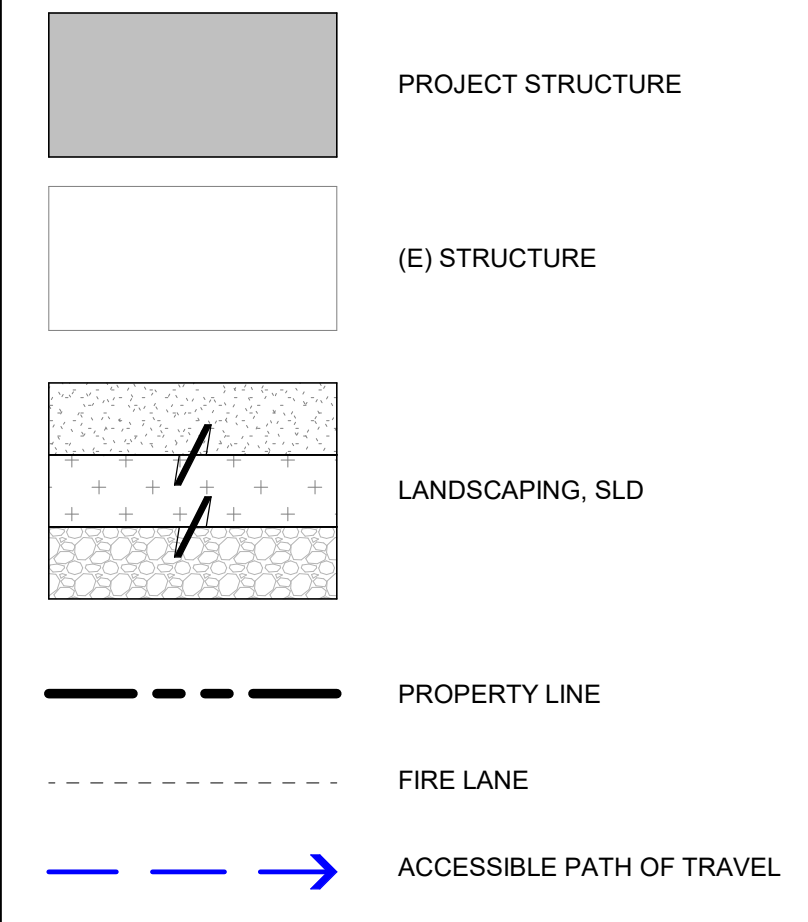 PROJECT STRUCTURE
(E) STRUCTURE
LANDSCAPING, SLD
PROPERTY LINE
FIRE LANE
ACCESSIBLE PATH OF TRAVEL